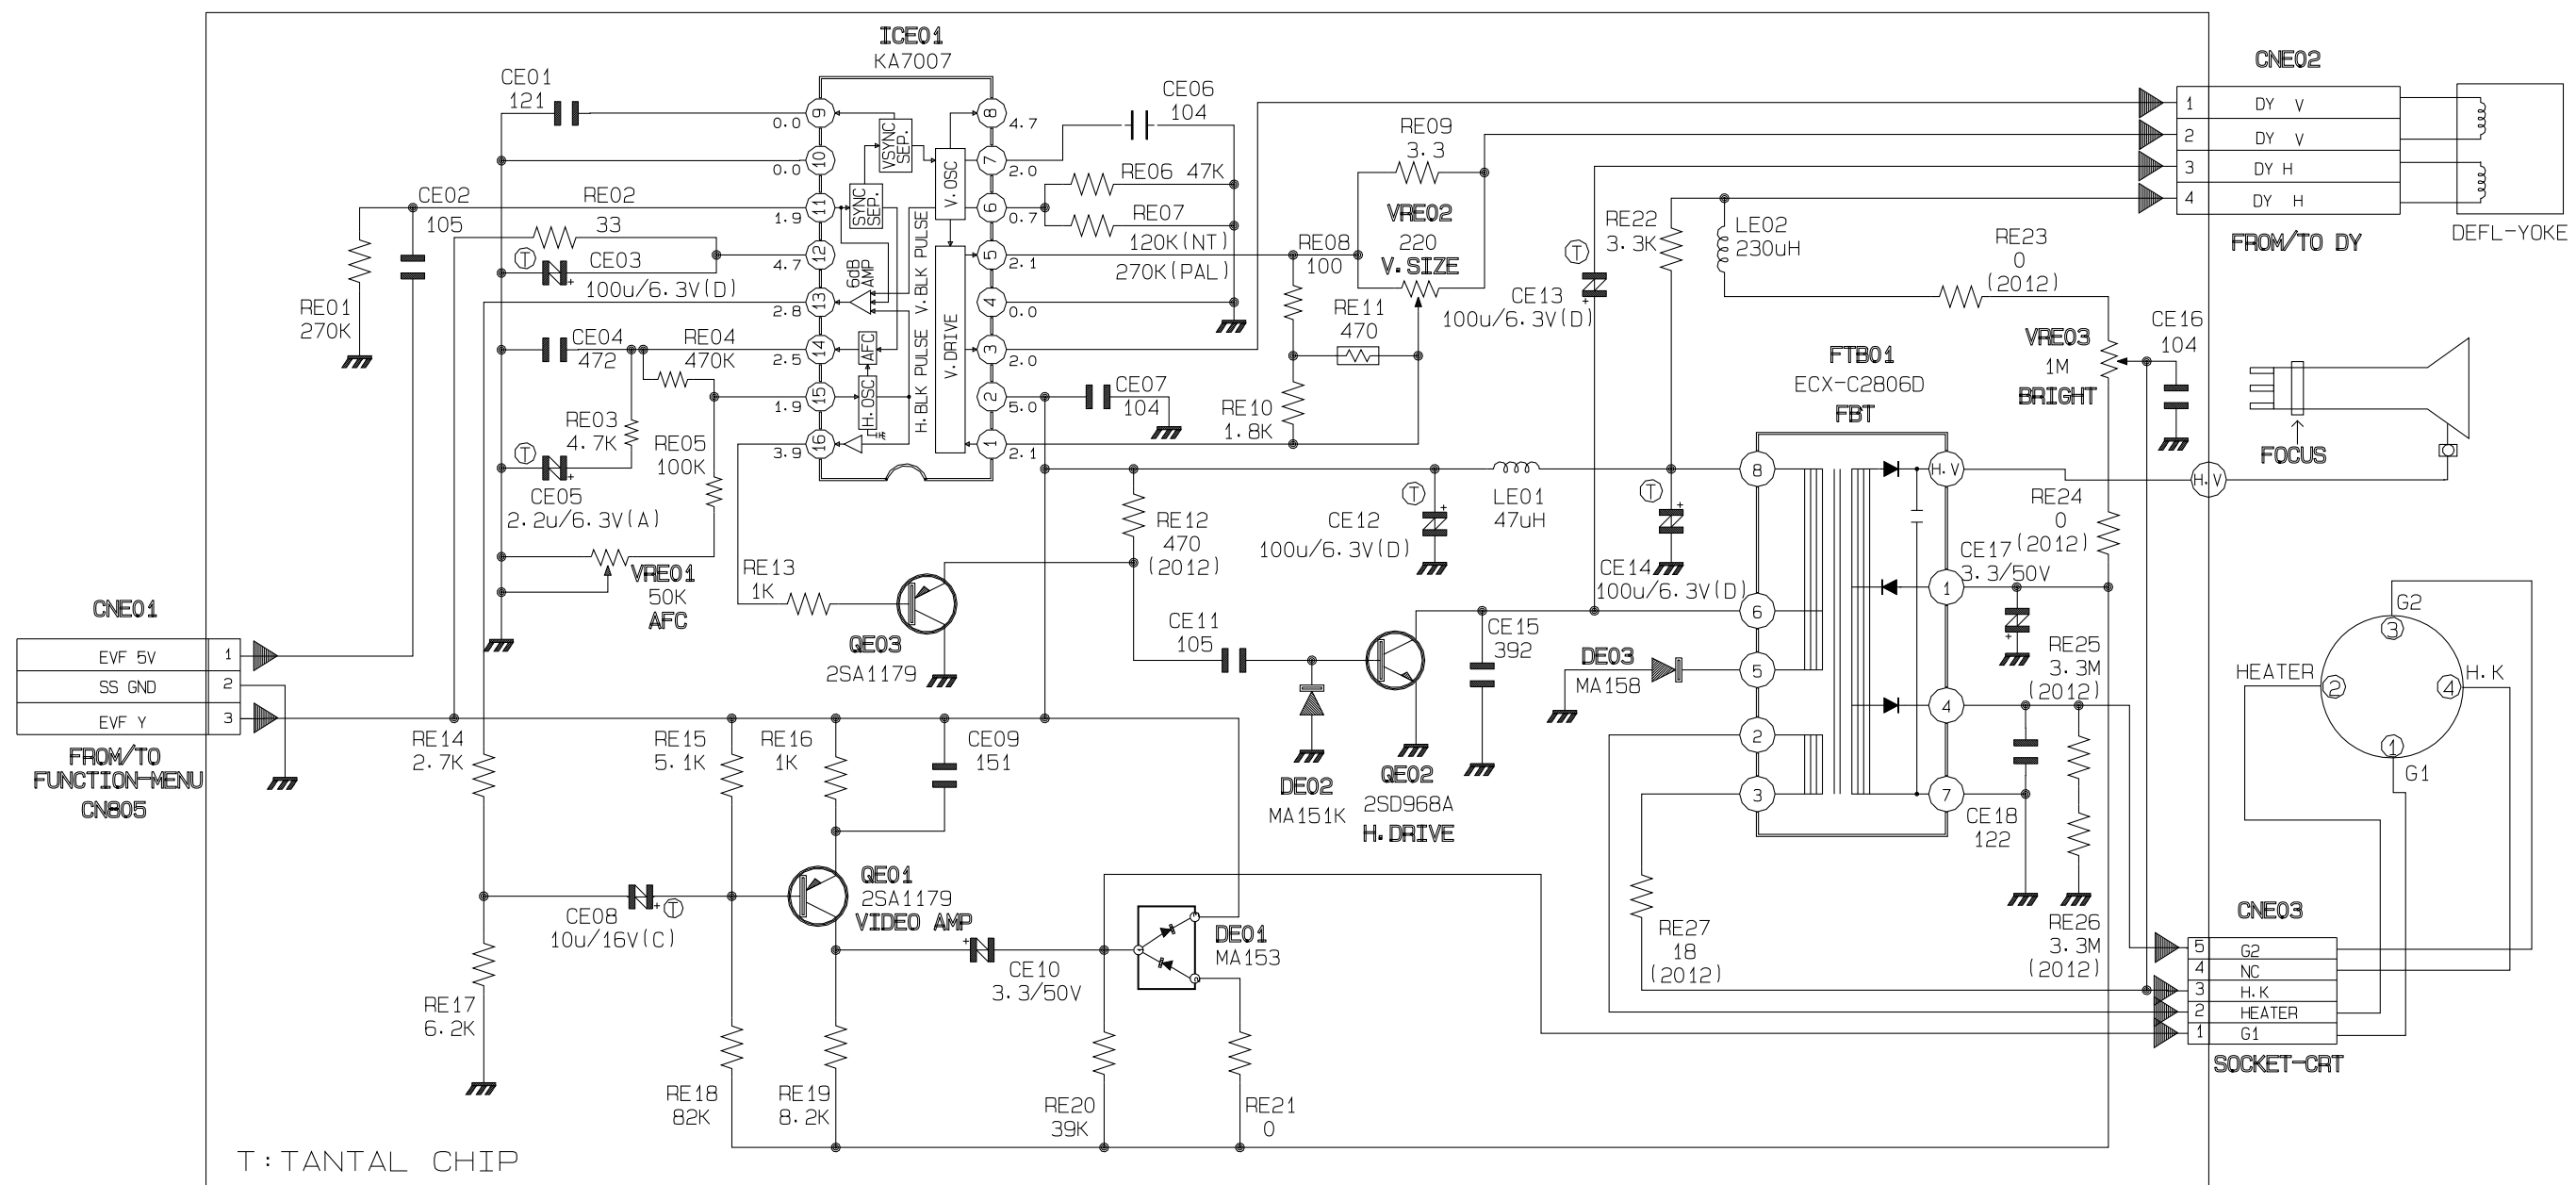 ICE01
KA7007
CE01
121
9
0.0
10
0.0
11
1.9
12
4.7
13
2.8
14
2.5
15
1.9
16
3.9
VSYNC
SEP.
SYNC
SEP.
6dB
AMP
AFC
H.OSC
H.BLK PULSE
V.BLK PULSE
V.OSC
V.DRIVE
8
4.7
7
2.0
6
0.7
5
2.1
4
0.0
3
2.0
2
5.0
1
2.1
CE02
105
RE02
33
T
CE03
+
100u/6.3V(D)
RE01
270K
CE04
472
RE04
470K
RE03
4.7K
T
RE05
100K
+
CE05
2.2u/6.3V(A)
VRE01
50K
AFC
CE06
104
RE06 47K
RE07
120K(NT)
270K(PAL)
CE07
104
RE08
100
RE09
3.3
VRE02
220
V.SIZE
RE11
470
RE10
1.8K
T
CE13
+
100u/6.3V(D)
RE22
3.3K
LE02
230uH
RE23
0
(2012)
CNE02
1 DY V
2 DY V
3 DY H
4 DY H
FROM/TO DY
DEFL-YOKE
VRE03
1M
BRIGHT
CE16
104
FOCUS
H.V
FTB01
ECX-C2806D
FBT
8
6
5
2
3
H.V
1
4
7
RE24
0
(2012)
CE17
3.3/50V
+
RE25
3.3M
(2012)
CE18
122
RE26
3.3M
(2012)
RE12
470
(2012)
T
+
CE12
100u/6.3V(D)
LE01
47uH
T
+
CE14
100u/6.3V(D)
RE13
1K
QE03
2SA1179
CE11
105
DE02
MA151K
QE02
2SD968A
H.DRIVE
CE15
392
DE03
MA158
RE27
18
(2012)
CNE01
EVF 5V 1
SS GND 2
EVF Y 3
FROM/TO
FUNCTION-MENU
CN805
RE14
2.7K
RE15
5.1K
RE16
1K
CE09
151
QE01
2SA1179
VIDEO AMP
+
T
CE08
10u/16V(C)
RE17
6.2K
RE18
82K
RE19
8.2K
+
CE10
3.3/50V
DE01
MA153
RE20
39K
RE21
0
G2
3
HEATER
2
4
H.K
1
G1
CNE03
5 G2
4 NC
3 H.K
2 HEATER
1 G1
SOCKET-CRT
T:TANTAL CHIP